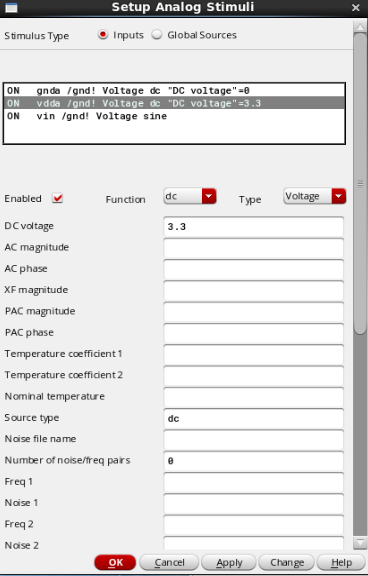 Setup Analog Stimuli
Stimulus Type Inputs Global Sources
ON gnda /gnd! Voltage dc "DC voltage"=0
ON vdda /gnd! Voltage dc "DC voltage"=3.3
ON vin /gnd! Voltage sine
Enabled Function dc Type Voltage
DC voltage 3.3
AC magnitude
AC phase
XF magnitude
PAC magnitude
PAC phase
Temperature coefficient 1
Temperature coefficient 2
Nominal temperature
Source type dc
Noise file name
Number of noise/freq pairs 0
Freq 1
Noise 1
Freq 2
Noise 2
OK Cancel Apply Change Help